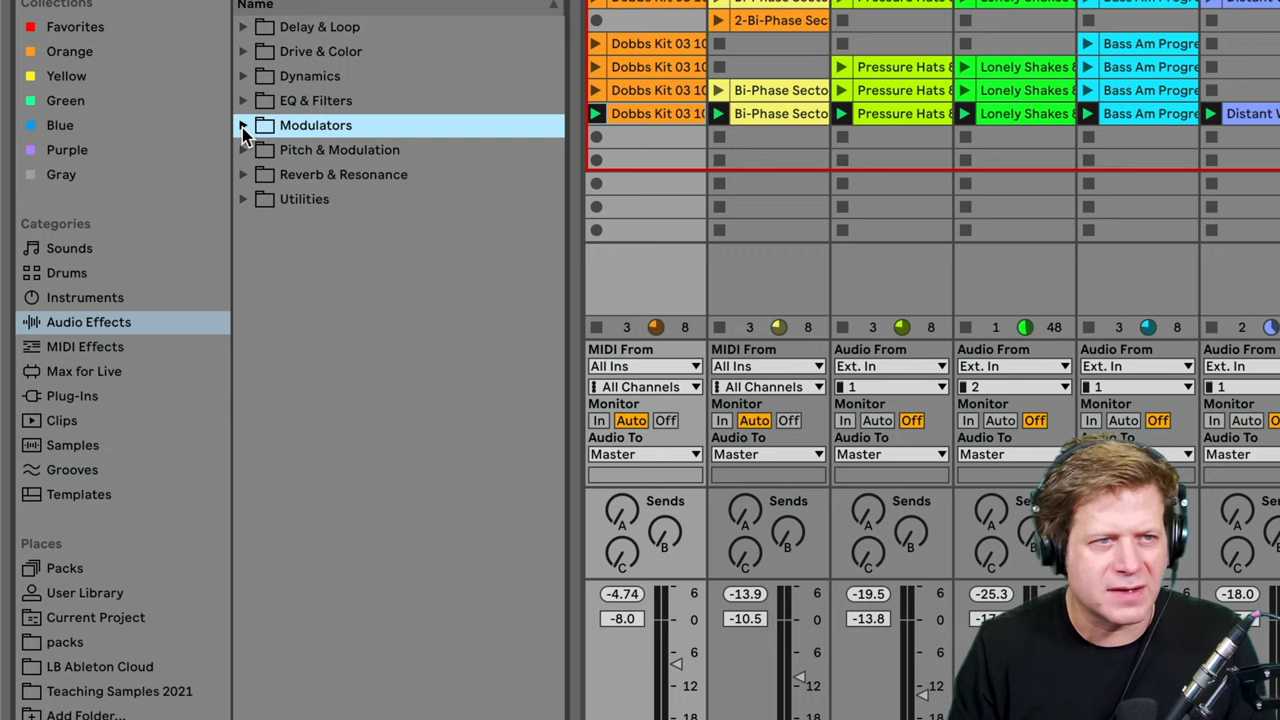 Collections
Favorites
Orange
Yellow
Green
Blue
Purple
Gray
Categories
Sounds
Drums
Instruments
Audio Effects
MIDI Effects
Max for Live
Plug-Ins
Clips
Samples
Grooves
Templates
Places
Packs
User Library
Current Project
packs
LB Ableton Cloud
Teaching Samples 2021
Add Folder...
Name
Delay & Loop
Drive & Color
Dynamics
EQ & Filters
Modulators
Pitch & Modulation
Reverb & Resonance
Utilities
2-Bi-Phase Sec
Dobbs Kit 03 10 Bass Am Progre
Dobbs Kit 03 10 Pressure Hats & Lonely Shakes & Bass Am Progre
Dobbs Kit 03 10 Bi-Phase Secto Pressure Hats & Lonely Shakes & Bass Am Progre
Dobbs Kit 03 10 Bi-Phase Secto Pressure Hats & Lonely Shakes & Bass Am Progre Distant
3 8 3 8 3 8 1 48 3 8 2
MIDI From MIDI From Audio From Audio From Audio From Audio From
All Ins All Ins Ext. In Ext. In Ext. In Ext. In
All Channels All Channels 1 2 1 1
Monitor Monitor Monitor Monitor Monitor Monitor
In Auto Off In Auto Off In Auto Off In Auto Off In Auto Off In Auto
Audio To Audio To Audio To Audio To Audio To Audio To
Master Master Master Master Master Master
Sends Sends Sends Sends Sends
A B A B A B A A
C C C C C
-4.74 6 -13.9 6 -19.5 6 -25.3 -18.0
-8.0 0 -10.5 0 -13.8 0
6 6 6
12 12 12
18 18 18